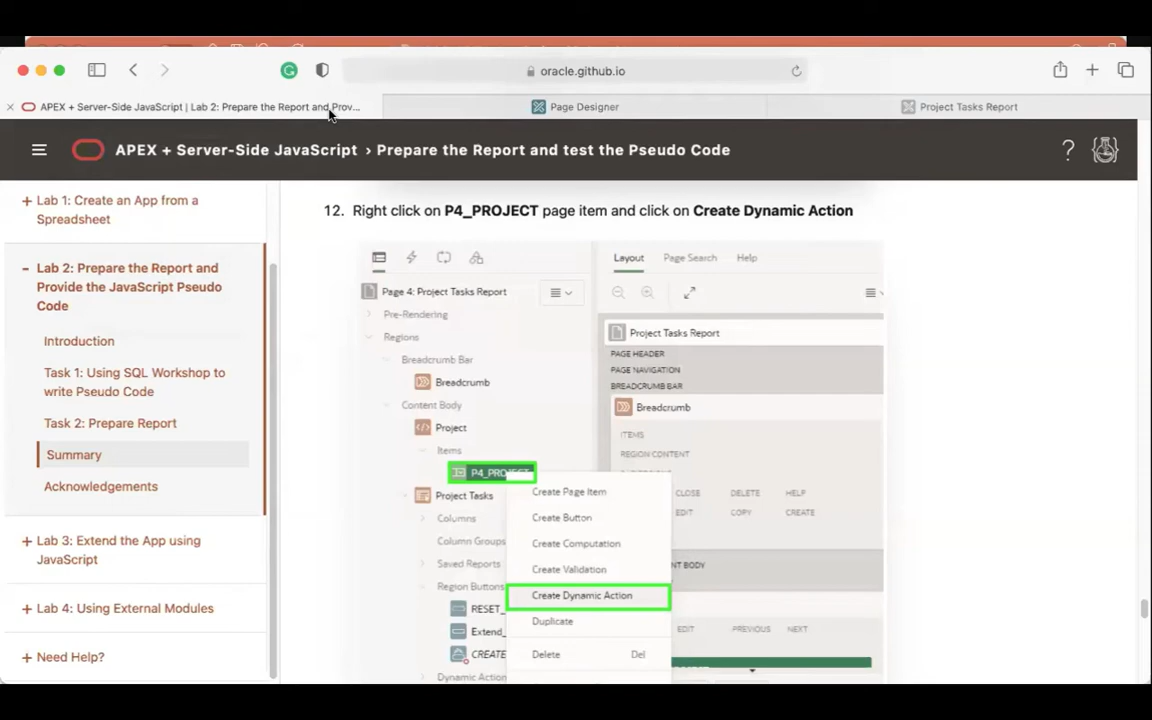 oracle.github.io
APEX + Server-Side JavaScript | Lab 2: Prepare the Report and Prov...
Page Designer
Project Tasks Report
APEX + Server-Side JavaScript › Prepare the Report and test the Pseudo Code
?
+ Lab 1: Create an App from a
Spreadsheet
- Lab 2: Prepare the Report and
Provide the JavaScript Pseudo
Code
Introduction
Task 1: Using SQL Workshop to
write Pseudo Code
Task 2: Prepare Report
Summary
Acknowledgements
+ Lab 3: Extend the App using
JavaScript
+ Lab 4: Using External Modules
+ Need Help?
12. Right click on P4_PROJECT page item and click on Create Dynamic Action
Page 4: Project Tasks Report
Pre-Rendering
Regions
Breadcrumb Bar
Breadcrumb
Content Body
Project
Items
P4_PROJECT
Project Tasks
Columns
Column Groups
Saved Reports
Region Buttons
RESET_
Extend_
CREATE
Dynamic Action
Create Page Item
Create Button
Create Computation
Create Validation
Create Dynamic Action
Duplicate
Delete Del
Layout Page Search Help
Project Tasks Report
PAGE HEADER
PAGE NAVIGATION
BREADCRUMB BAR
Breadcrumb
ITEMS
REGION CONTENT
CLOSE DELETE HELP
EDIT COPY CREATE
ENT BODY
EDIT PREVIOUS NEXT